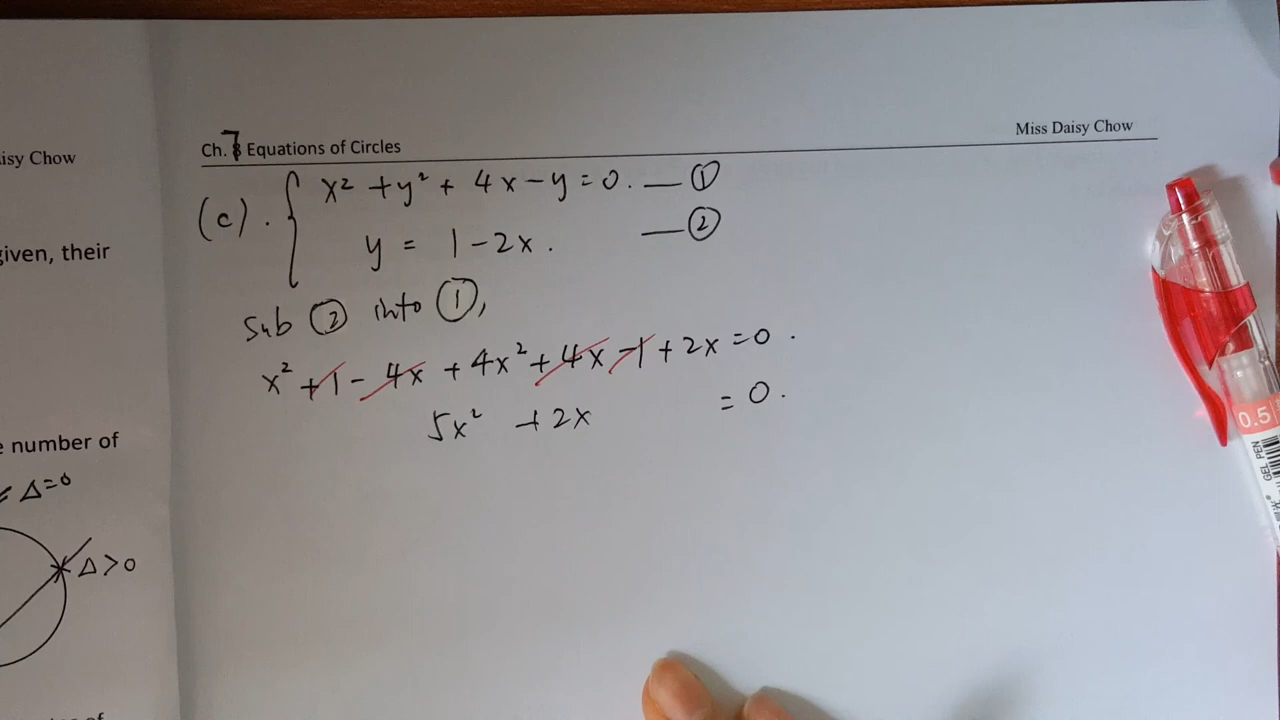 isy Chow
given, their
e number of
Δ=0
Δ>0
Ch. 7 Equations of Circles
Miss Daisy Chow
(c). { x² + y² + 4x - y = 0. — ①
y = 1 - 2x. — ②
Sub ② into ①,
x² + 1 - 4x + 4x² + 4x - 1 + 2x = 0.
5x² + 2x = 0.
0.5
GEL PEN